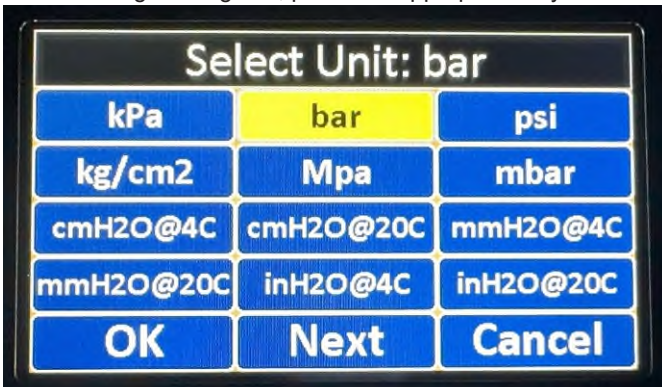 Select Unit: bar
kPa bar psi
kg/cm2 Mpa mbar
cmH2O@4C cmH2O@20C mmH2O@4C
mmH2O@20C inH2O@4C inH2O@20C
OK Next Cancel